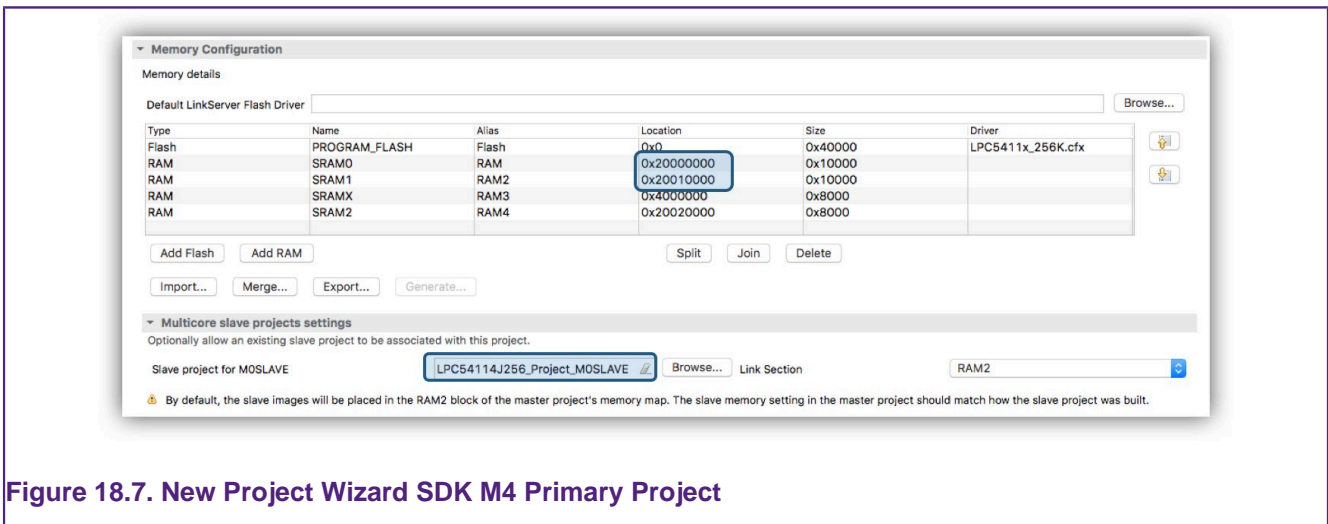 Memory Configuration
Memory details
Default LinkServer Flash Driver Browse...
Type Name Alias Location Size Driver
Flash PROGRAM_FLASH Flash 0x0 0x40000 LPC5411x_256K.cfx
RAM SRAM0 RAM 0x20000000 0x10000
RAM SRAM1 RAM2 0x20010000 0x10000
RAM SRAMX RAM3 0x4000000 0x8000
RAM SRAM2 RAM4 0x20020000 0x8000
Add Flash Add RAM Split Join Delete
Import... Merge... Export... Generate...
Multicore slave projects settings
Optionally allow an existing slave project to be associated with this project.
Slave project for M0SLAVE LPC54114J256_Project_M0SLAVE Browse... Link Section RAM2
By default, the slave images will be placed in the RAM2 block of the master project's memory map. The slave memory setting in the master project should match how the slave project was built.
Figure 18.7. New Project Wizard SDK M4 Primary Project